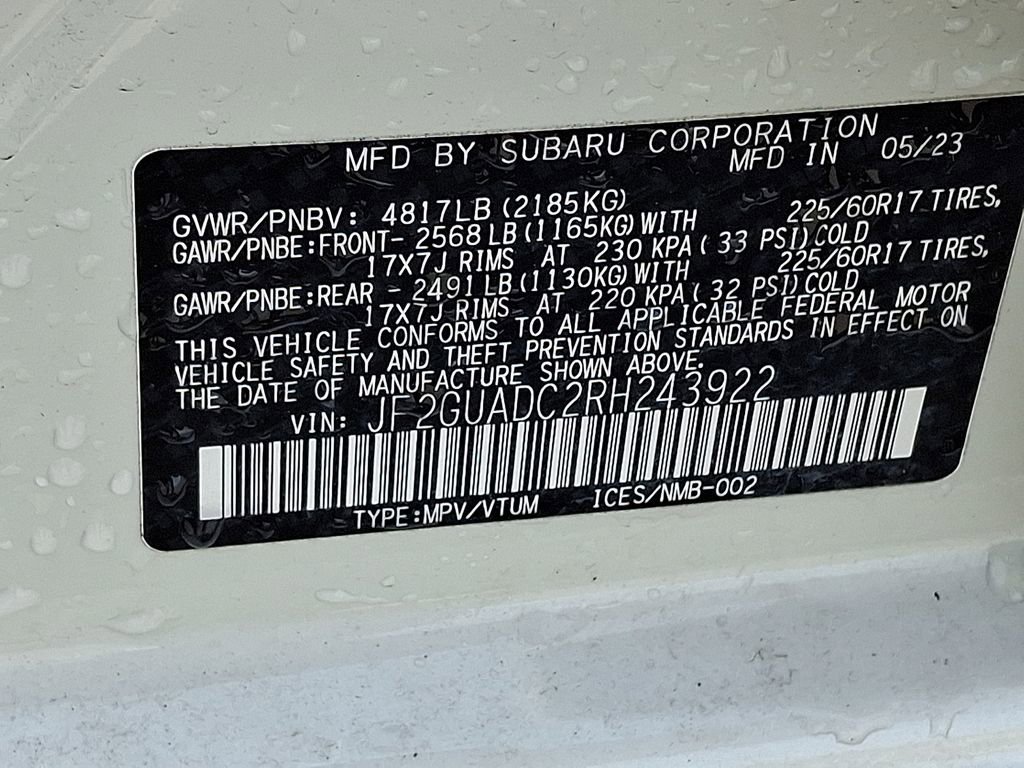 MFD BY SUBARU CORPORATION
MFD IN 05/23
GVWR/PNBV: 4817LB (2185KG)
GAWR/PNBE:FRONT- 2568 LB(1165KG)WITH 225/60R17 TIRES,
17X7J RIMS AT 230 KPA( 33 PSI)COLD
GAWR/PNBE:REAR - 2491 LB(1130KG)WITH 225/60R17 TIRES,
17X7J RIMS AT 220 KPA( 32 PSI)COLD
THIS VEHICLE CONFORMS TO ALL APPLICABLE FEDERAL MOTOR
VEHICLE SAFETY AND THEFT PREVENTION STANDARDS IN EFFECT ON
THE DATE OF MANUFACTURE SHOWN ABOVE.
VIN: JF2GUADC2RH243922
TYPE:MPV/VTUM ICES/NMB-002